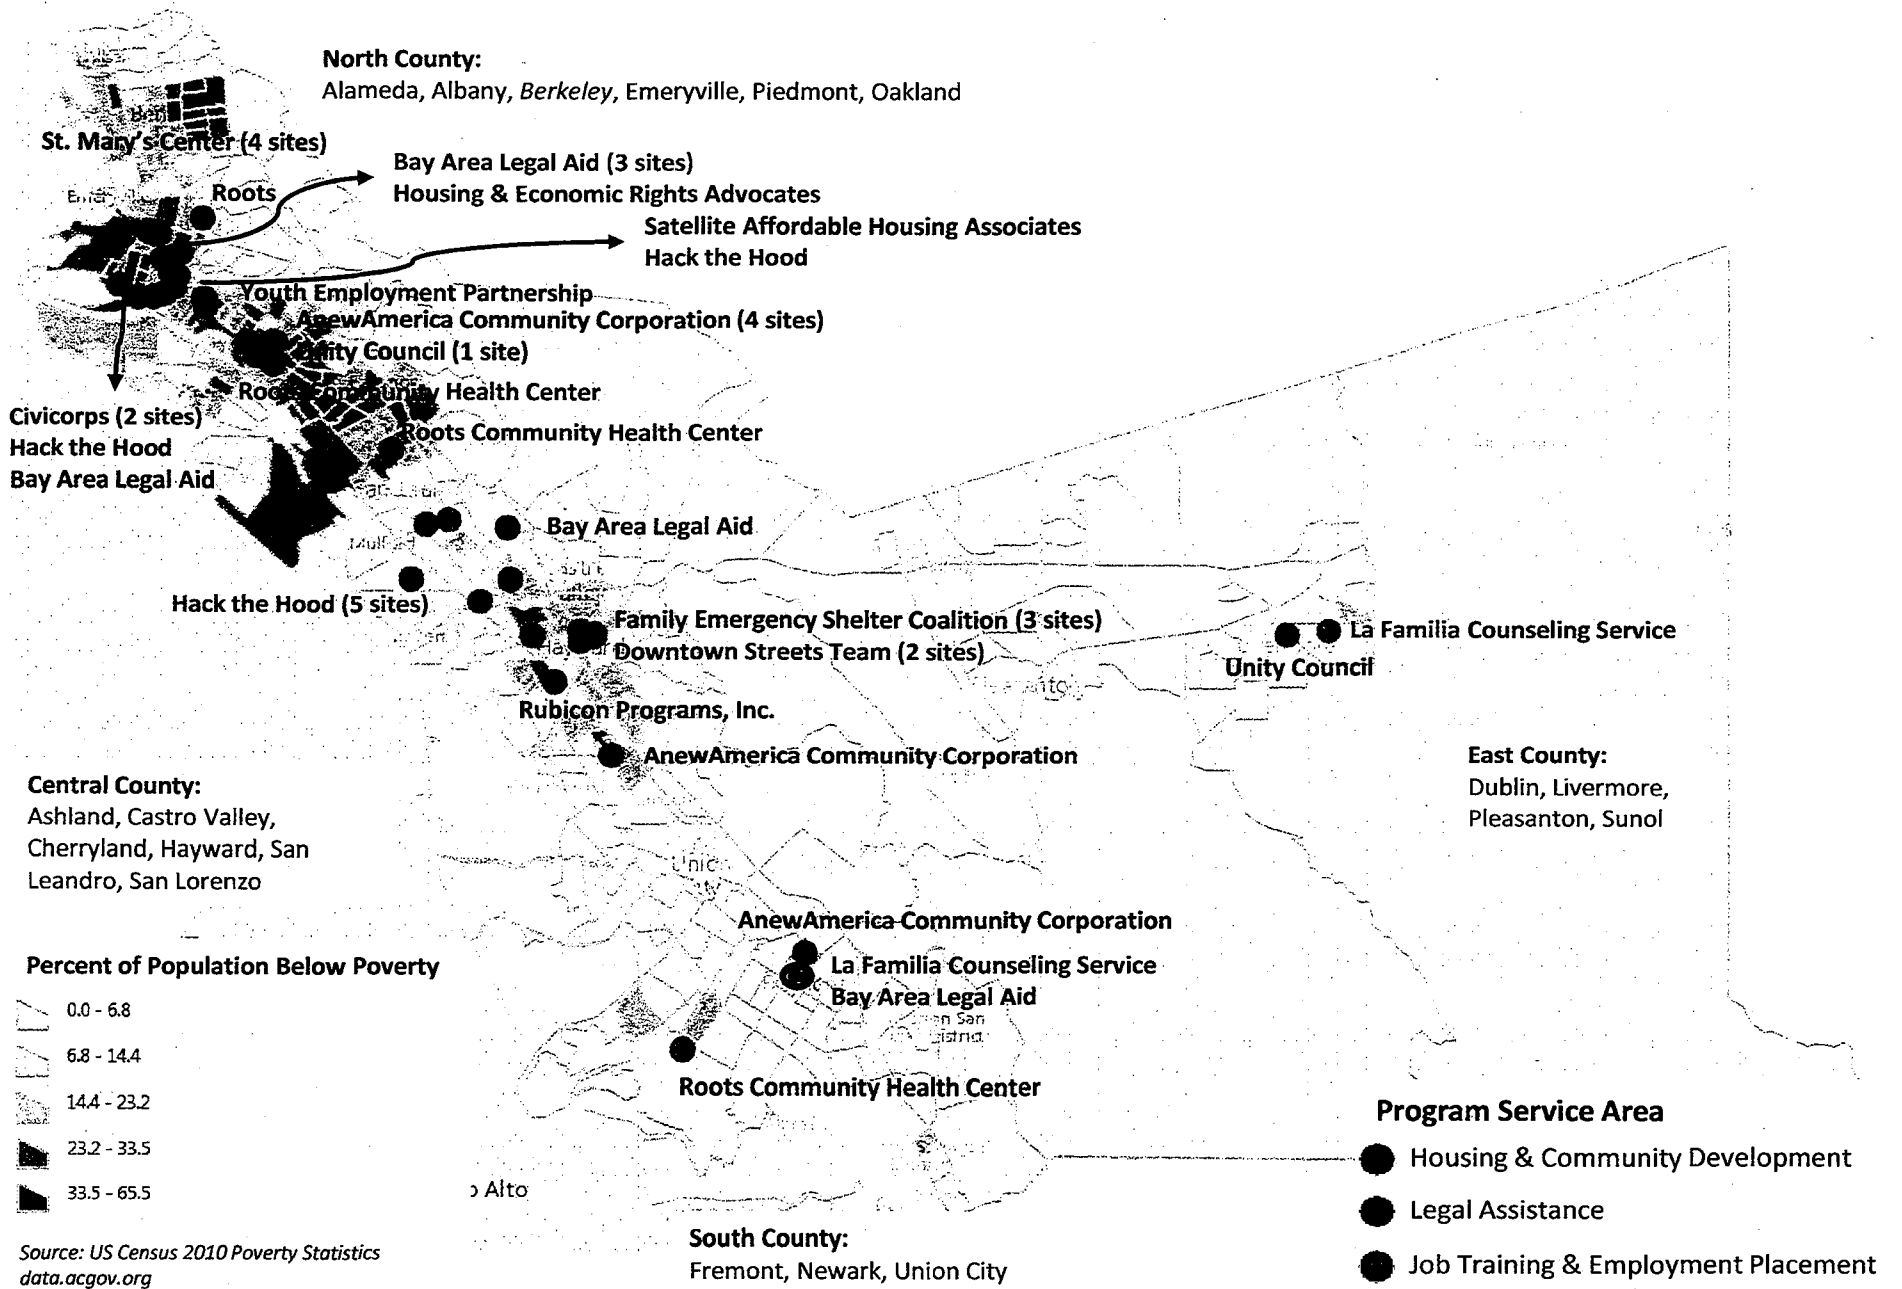 North County:
Alameda, Albany, Berkeley, Emeryville, Piedmont, Oakland
St. Mary's Center (4 sites)
Bay Area Legal Aid (3 sites)
Housing & Economic Rights Advocates
Roots
Satellite Affordable Housing Associates
Hack the Hood
Youth Employment Partnership
AnewAmerica Community Corporation (4 sites)
Unity Council (1 site)
Roots Community Health Center
Civicorps (2 sites)
Hack the Hood
Bay Area Legal Aid
Roots Community Health Center
Bay Area Legal Aid
Hack the Hood (5 sites)
Family Emergency Shelter Coalition (3 sites)
Downtown Streets Team (2 sites)
La Familia Counseling Service
Unity Council
Rubicon Programs, Inc.
AnewAmerica Community Corporation
East County:
Dublin, Livermore,
Pleasanton, Sunol
Central County:
Ashland, Castro Valley,
Cherryland, Hayward, San
Leandro, San Lorenzo
AnewAmerica Community Corporation
La Familia Counseling Service
Bay Area Legal Aid
Roots Community Health Center
Percent of Population Below Poverty
0.0 - 6.8
6.8 - 14.4
14.4 - 23.2
23.2 - 33.5
33.5 - 65.5
Alto
Source: US Census 2010 Poverty Statistics
data.acgov.org
South County:
Fremont, Newark, Union City
Program Service Area
Housing & Community Development
Legal Assistance
Job Training & Employment Placement